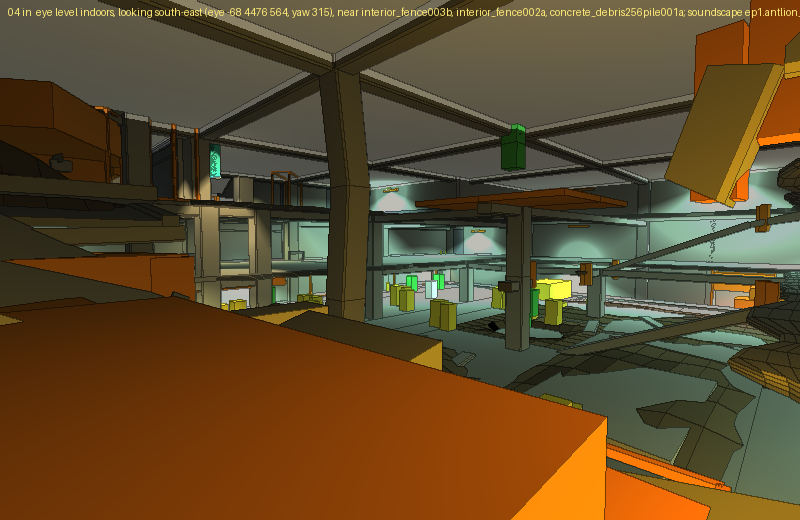 04 in eye level indoors, looking south-east (eye -68 4476 564, yaw 315), near interior_fence003b, interior_fence002a, concrete_debris256pile001a; soundscape ep1.antlion_